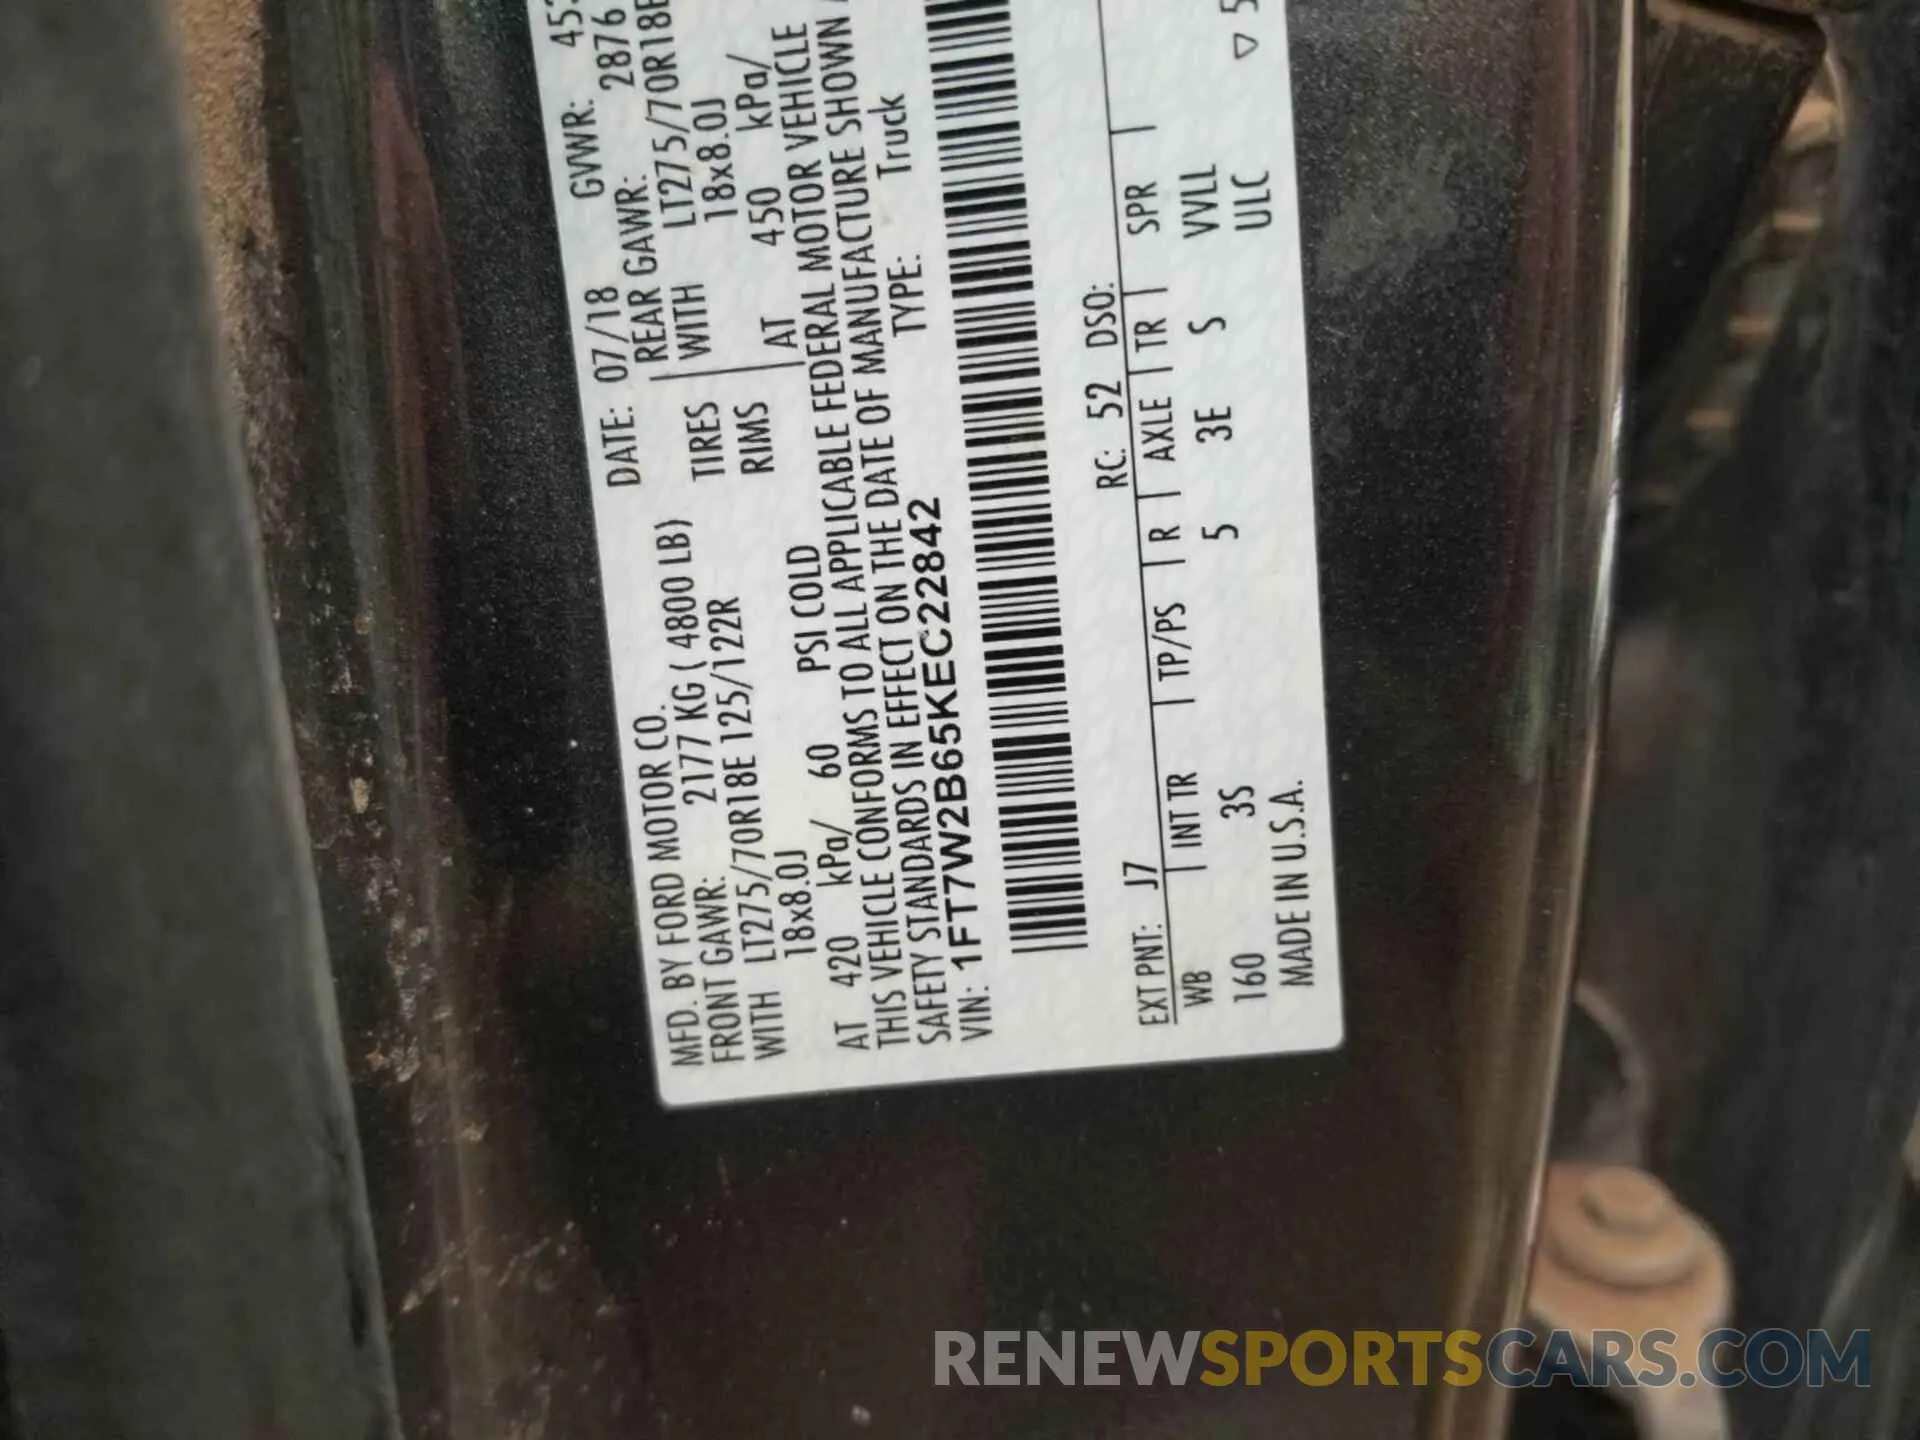 MFD. BY FORD MOTOR CO.
DATE: 07/18 GVWR:
FRONT GAWR: 2177 KG ( 4800 LB) REAR GAWR: 2876
WITH LT275/70R18E 125/122R TIRES WITH LT275/70R18E
18x8.0J RIMS 18x8.0J
AT 420 kPa/ 60 PSI COLD AT 450 kPa/
THIS VEHICLE CONFORMS TO ALL APPLICABLE FEDERAL MOTOR VEHICLE
SAFETY STANDARDS IN EFFECT ON THE DATE OF MANUFACTURE SHOWN
VIN: 1FT7W2B65KEC22842 TYPE: Truck
EXT PNT: J7 RC: 52 DSO:
WB | INT TR | TP/PS | R | AXLE | TR | SPR |
160 3S 5 3E S VVLL
MADE IN U.S.A. ULC
▽ 5
RENEWSPORTSCARS.COM